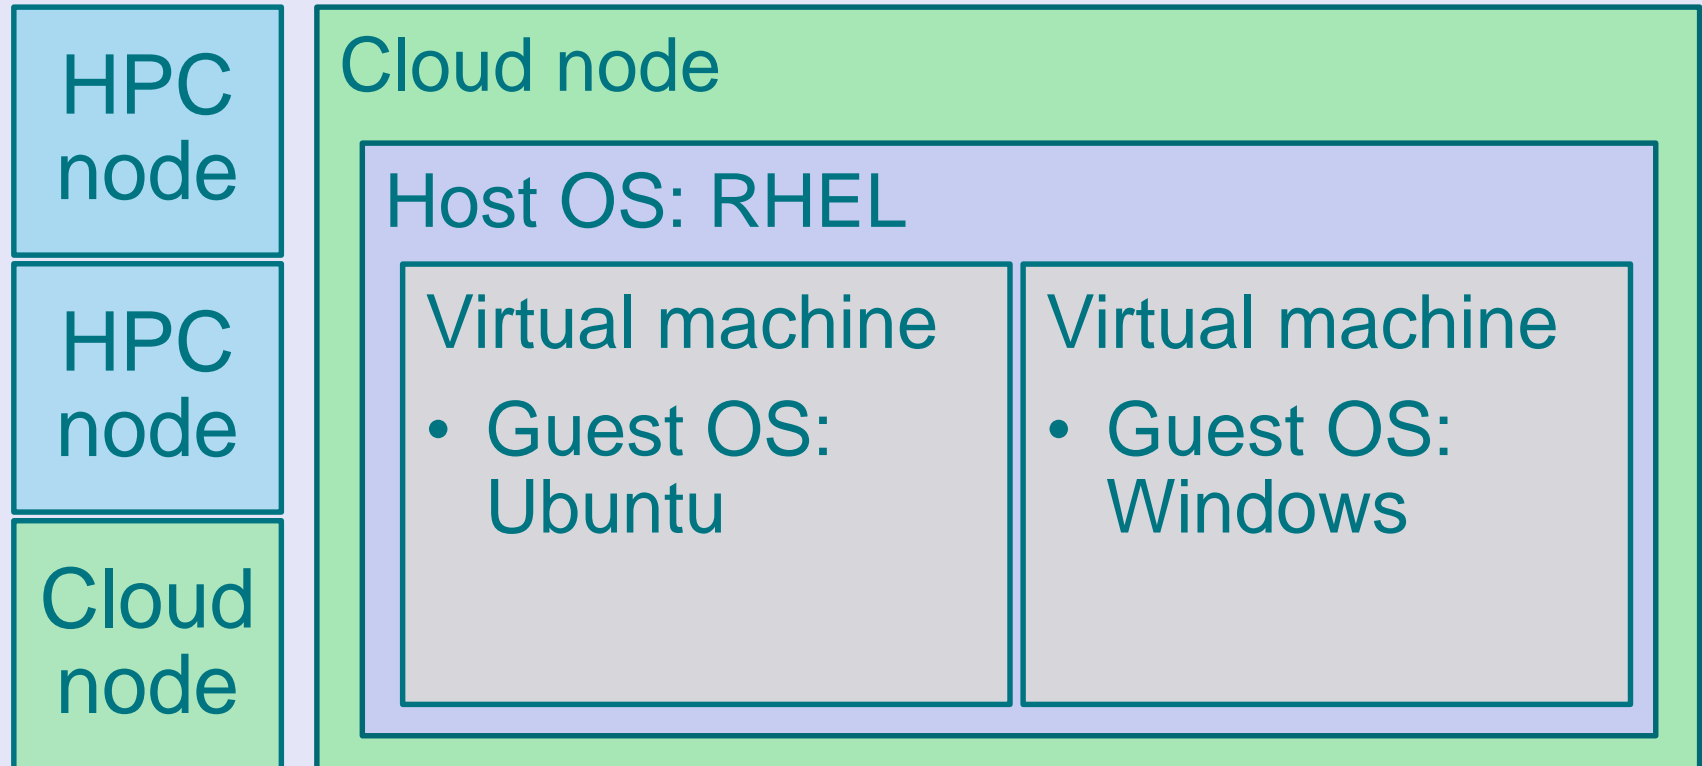 HPC
node
HPC
node
Cloud
node
Cloud node
Host OS: RHEL
Virtual machine
• Guest OS:
Ubuntu
Virtual machine
• Guest OS:
Windows